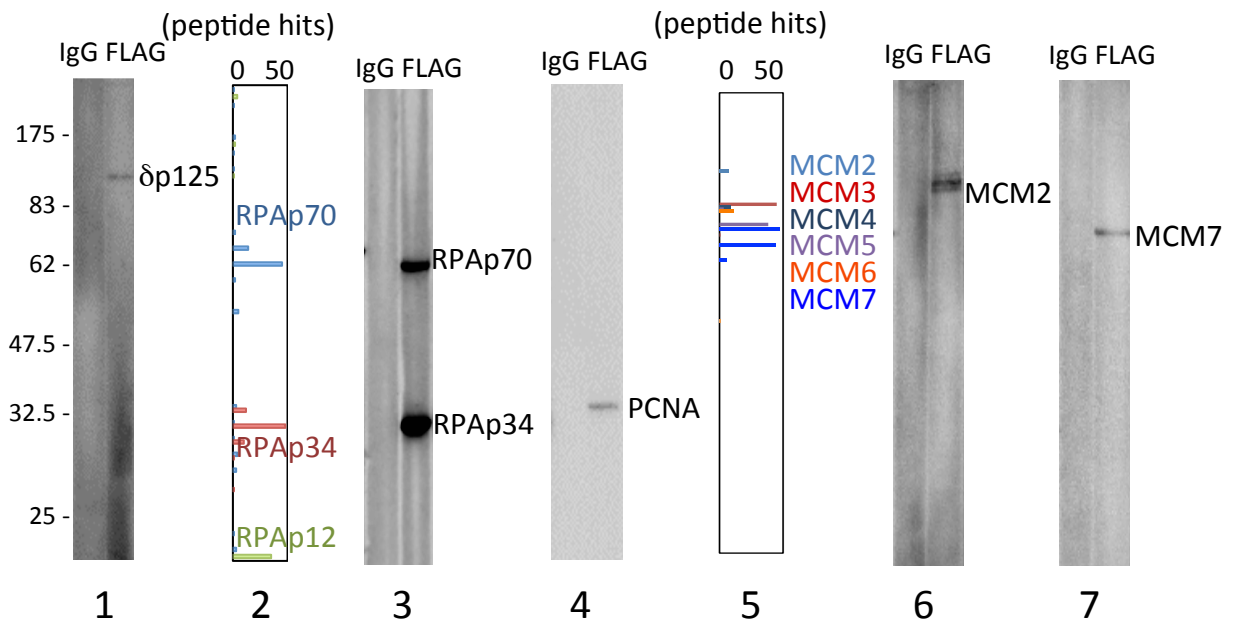 (peptide hits)
(peptide hits)
IgG FLAG
0 50
IgG FLAG
IgG FLAG
0 50
IgG FLAG
IgG FLAG
175 -
δp125
83 -
RPAp70
62 -
47.5 -
32.5 -
RPAp34
25 -
RPAp12
RPAp70
RPAp34
PCNA
MCM2
MCM3
MCM4
MCM5
MCM6
MCM7
MCM2
MCM7
1 2 3 4 5 6 7